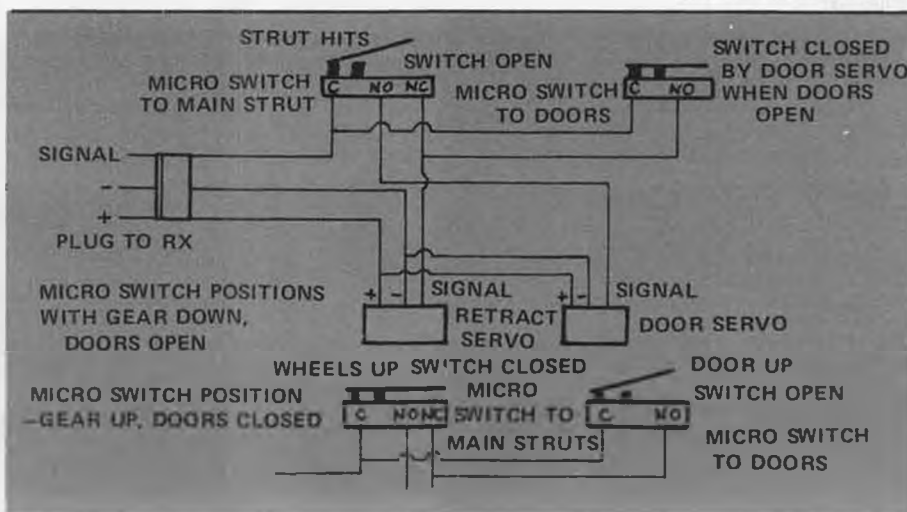 STRUT HITS
SWITCH OPEN
MICRO SWITCH
TO MAIN STRUT
C NO NC
MICRO SWITCH
TO DOORS
C NO
SWITCH CLOSED
BY DOOR SERVO
WHEN DOORS
OPEN
SIGNAL
-
+
PLUG TO RX
MICRO SWITCH POSITIONS
WITH GEAR DOWN,
DOORS OPEN
+ - SIGNAL
RETRACT
SERVO
+ - SIGNAL
DOOR SERVO
WHEELS UP SWITCH CLOSED
MICRO SWITCH POSITION
-GEAR UP, DOORS CLOSED
C NO NC
MICRO
SWITCH TO
MAIN STRUTS
DOOR UP
SWITCH OPEN
C NO
MICRO SWITCH
TO DOORS